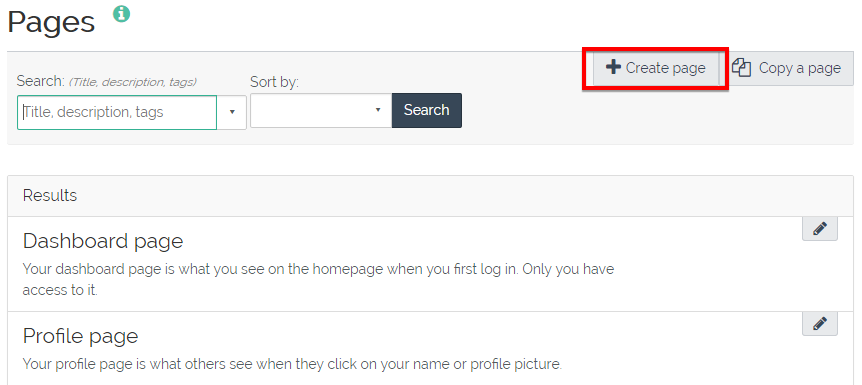 Pages
Create page
Copy a page
Search: (Title, description, tags)
Sort by:
Title, description, tags
Search
Results
Dashboard page
Your dashboard page is what you see on the homepage when you first log in. Only you have
access to it.
Profile page
Your profile page is what others see when they click on your name or profile picture.